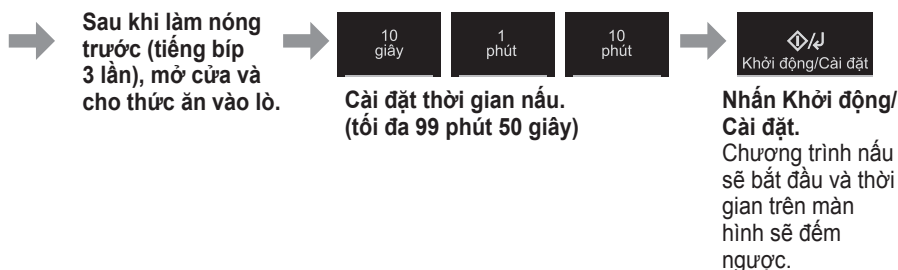 Sau khi làm nóng
trước (tiếng bíp
3 lần), mở cửa và
cho thức ăn vào lò.
10
giây
1
phút
10
phút
Cài đặt thời gian nấu.
(tối đa 99 phút 50 giây)
Khởi động/Cài đặt
Nhấn Khởi động/
Cài đặt.
Chương trình nấu
sẽ bắt đầu và thời
gian trên màn
hình sẽ đếm
ngược.